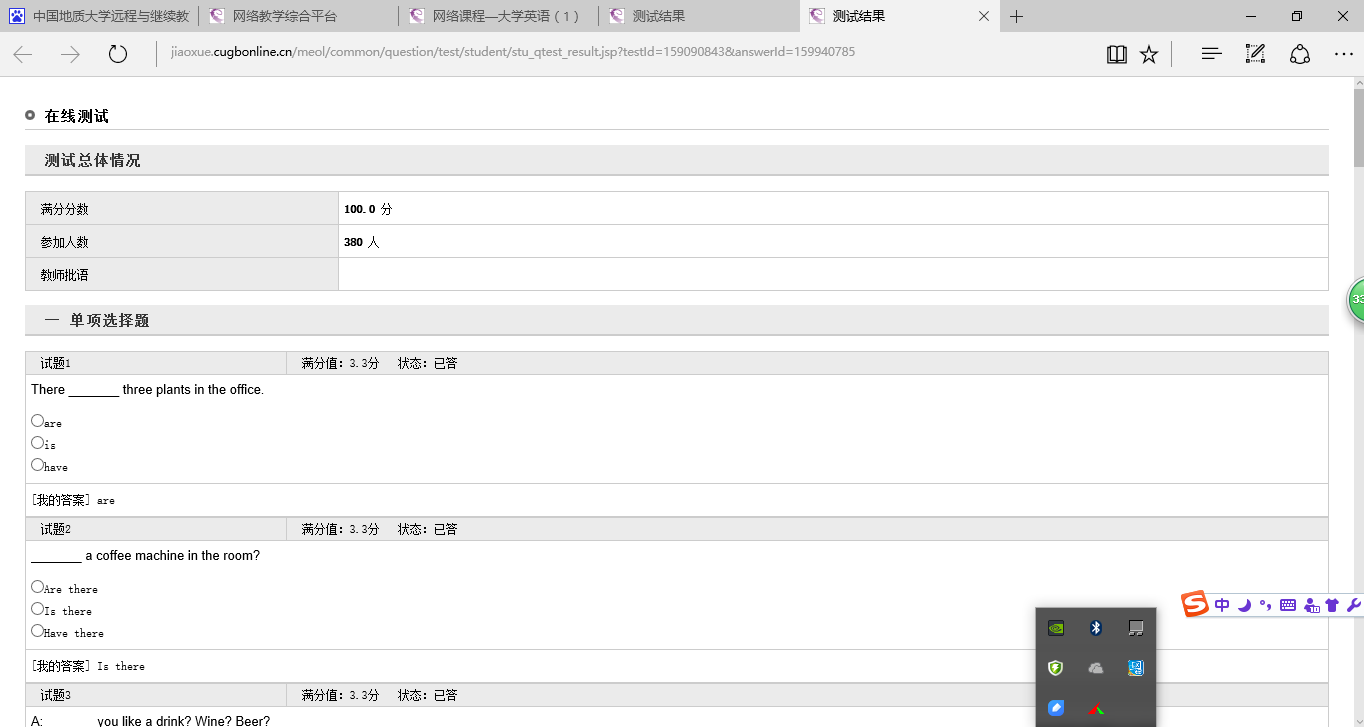 中国地质大学远程与继续教
网络教学综合平台
网络课程—大学英语（1）
测试结果
测试结果
jiaoxue.cugbonline.cn/meol/common/question/test/student/stu_qtest_result.jsp?testId=159090843&answerId=159940785
在线测试
测试总体情况
满分分数 100.0 分
参加人数 380 人
教师批语
一 单项选择题
试题1 满分值：3.3分 状态：已答
There _______ three plants in the office.
are
is
have
[我的答案] are
试题2 满分值：3.3分 状态：已答
_______ a coffee machine in the room?
Are there
Is there
Have there
[我的答案] Is there
试题3 满分值：3.3分 状态：已答
A: _______ you like a drink? Wine? Beer?
33
中